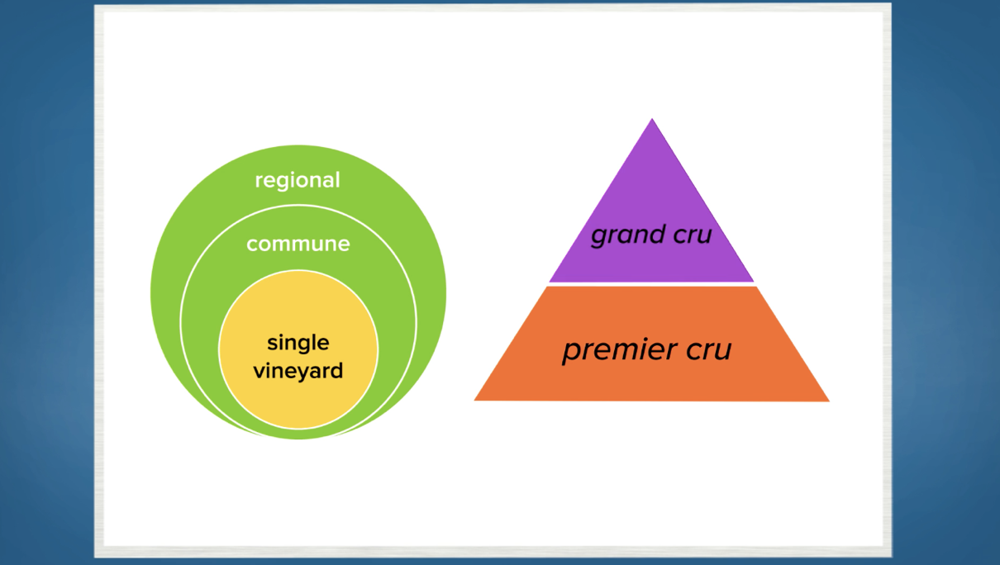 regional
commune
single
vineyard
grand cru
premier cru